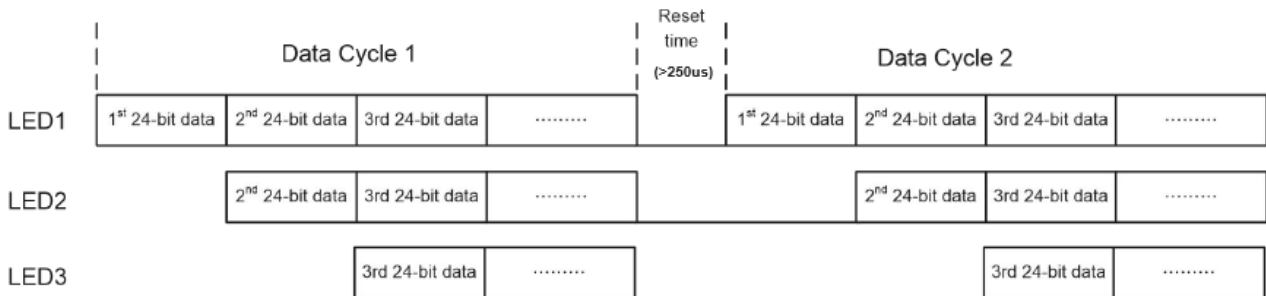 Reset
time
(>250us)
Data Cycle 1
Data Cycle 2
LED1 1st 24-bit data 2nd 24-bit data 3rd 24-bit data ......... 1st 24-bit data 2nd 24-bit data 3rd 24-bit data .........
LED2 2nd 24-bit data 3rd 24-bit data ......... 2nd 24-bit data 3rd 24-bit data .........
LED3 3rd 24-bit data ......... 3rd 24-bit data .........